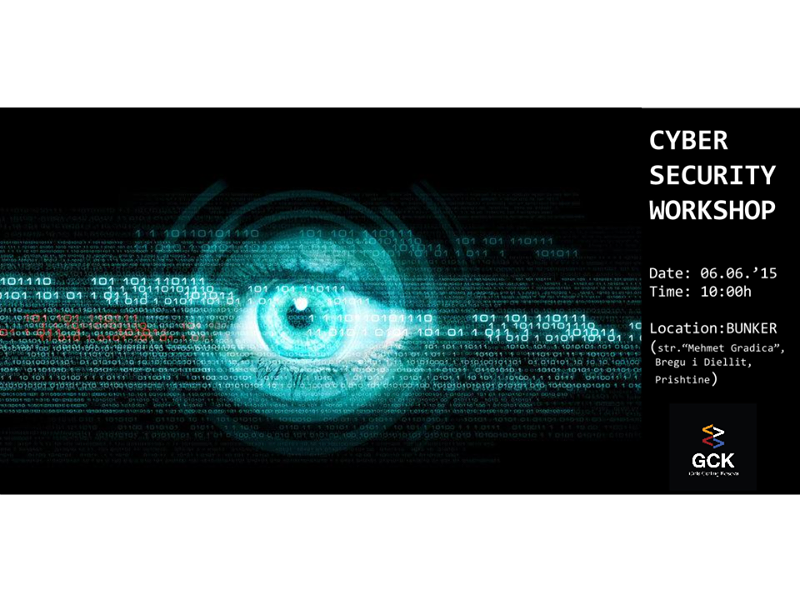 CYBER
SECURITY
WORKSHOP
Date: 06.06.’15
Time: 10:00h
Location:BUNKER
(str.“Mehmet Gradica”,
Bregu i Diellit,
Prishtine)
GCK